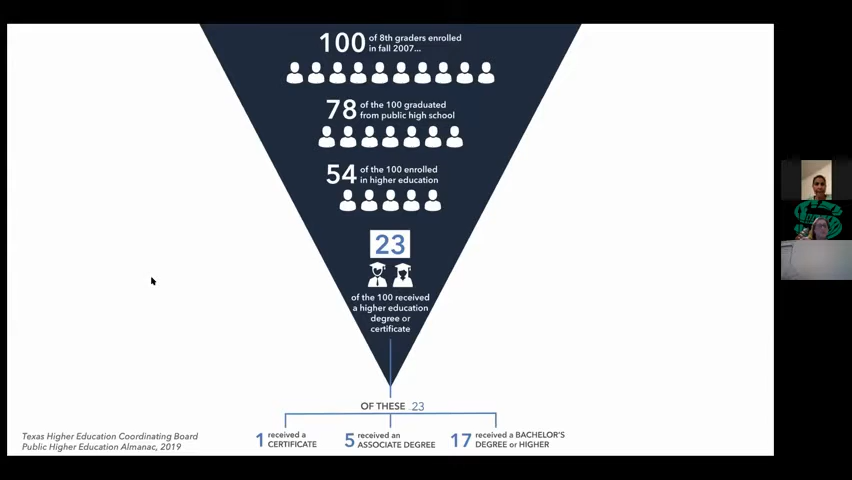 100 of 8th graders enrolled
in fall 2007...
78 of the 100 graduated
from public high school
54 of the 100 enrolled
in higher education
23
of the 100 received
a higher education
degree or
certificate
OF THESE 23
1 received a
CERTIFICATE
5 received an
ASSOCIATE DEGREE
17 received a BACHELOR'S
DEGREE or HIGHER
Texas Higher Education Coordinating Board
Public Higher Education Almanac, 2019